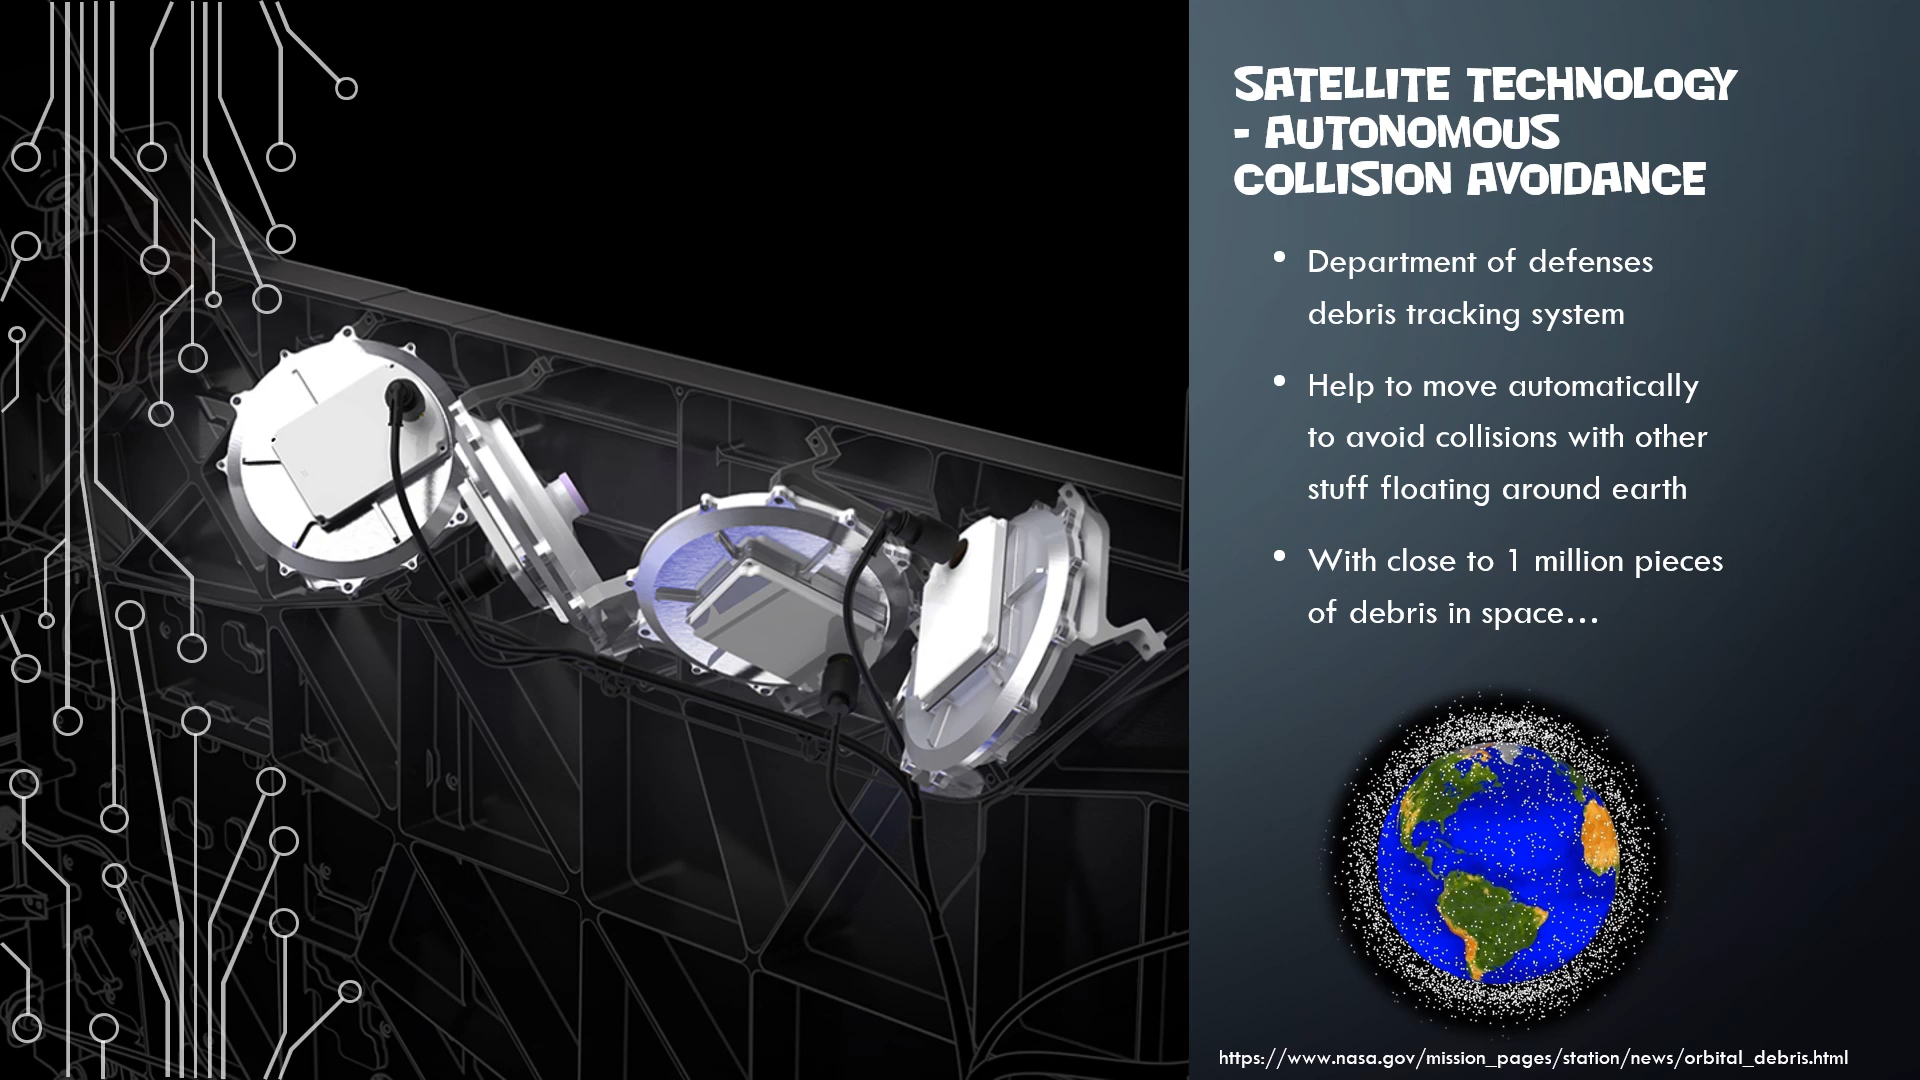 SATELLITE TECHNOLOGY
- AUTONOMOUS
COLLISION AVOIDANCE
• Department of defenses
debris tracking system
• Help to move automatically
to avoid collisions with other
stuff floating around earth
• With close to 1 million pieces
of debris in space...
https://www.nasa.gov/mission_pages/station/news/orbital_debris.html